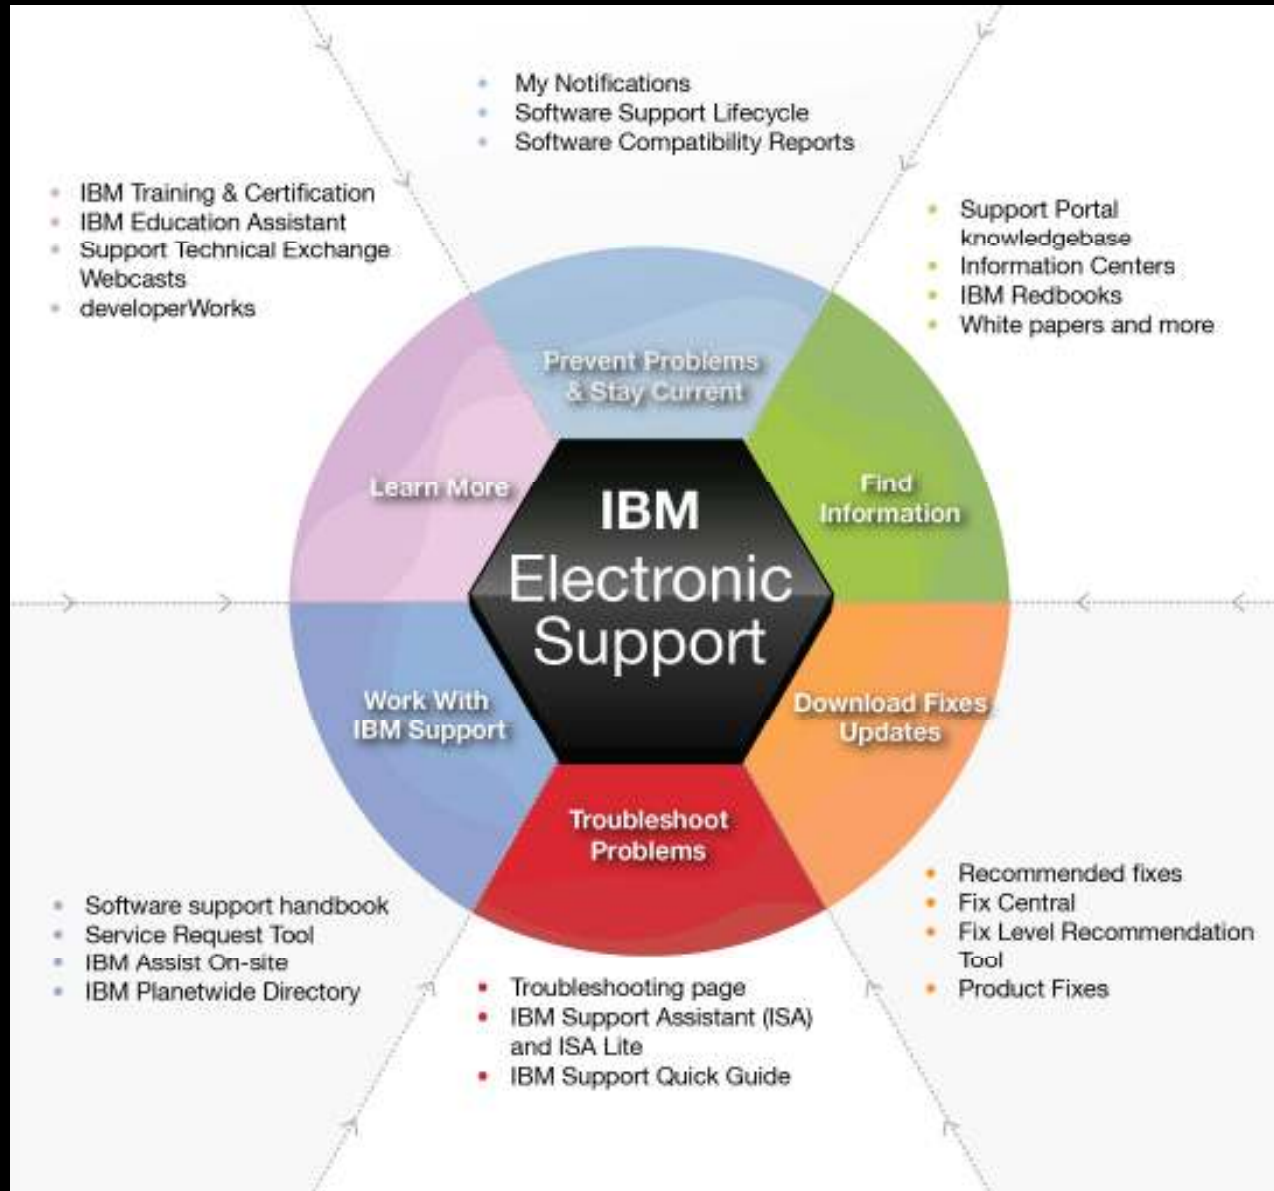 My Notifications
Software Support Lifecycle
Software Compatibility Reports
IBM Training & Certification
IBM Education Assistant
Support Technical Exchange
Webcasts
developerWorks
Support Portal
knowledgebase
Information Centers
IBM Redbooks
White papers and more
Prevent Problems
& Stay Current
Learn More
Find
Information
IBM
Electronic
Support
Work With
IBM Support
Download Fixes
Updates
Troubleshoot
Problems
Software support handbook
Service Request Tool
IBM Assist On-site
IBM Planetwide Directory
Troubleshooting page
IBM Support Assistant (ISA)
and ISA Lite
IBM Support Quick Guide
Recommended fixes
Fix Central
Fix Level Recommendation
Tool
Product Fixes